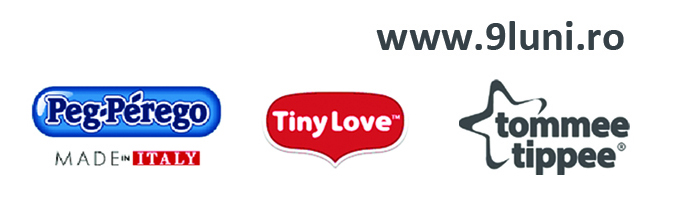 www.9luni.ro
Peg-Pérego
MADE IN ITALY
Tiny Love™
tommee
tippee®